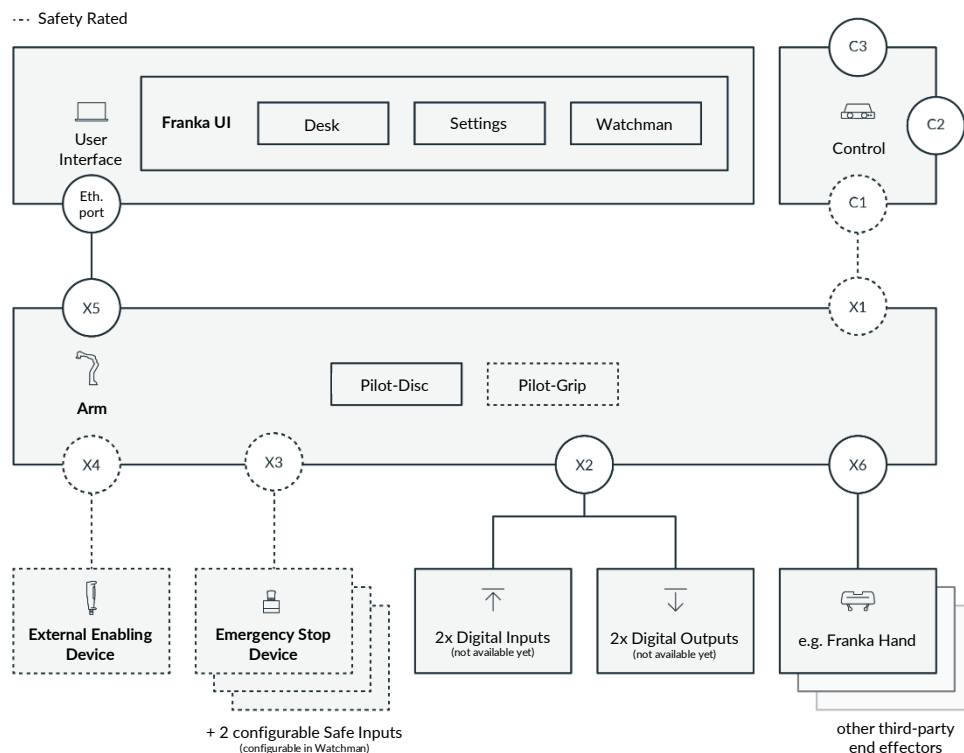 Safety Rated
C3
C2
Franka UI
Desk
Settings
Watchman
User
Interface
Control
Eth.
port
C1
X5
X1
Pilot-Disc
Pilot-Grip
Arm
X4
X3
X2
X6
External Enabling
Device
Emergency Stop
Device
2x Digital Inputs
(not available yet)
2x Digital Outputs
(not available yet)
e.g. Franka Hand
+ 2 configurable Safe Inputs
(configurable in Watchman)
other third-party
end effectors